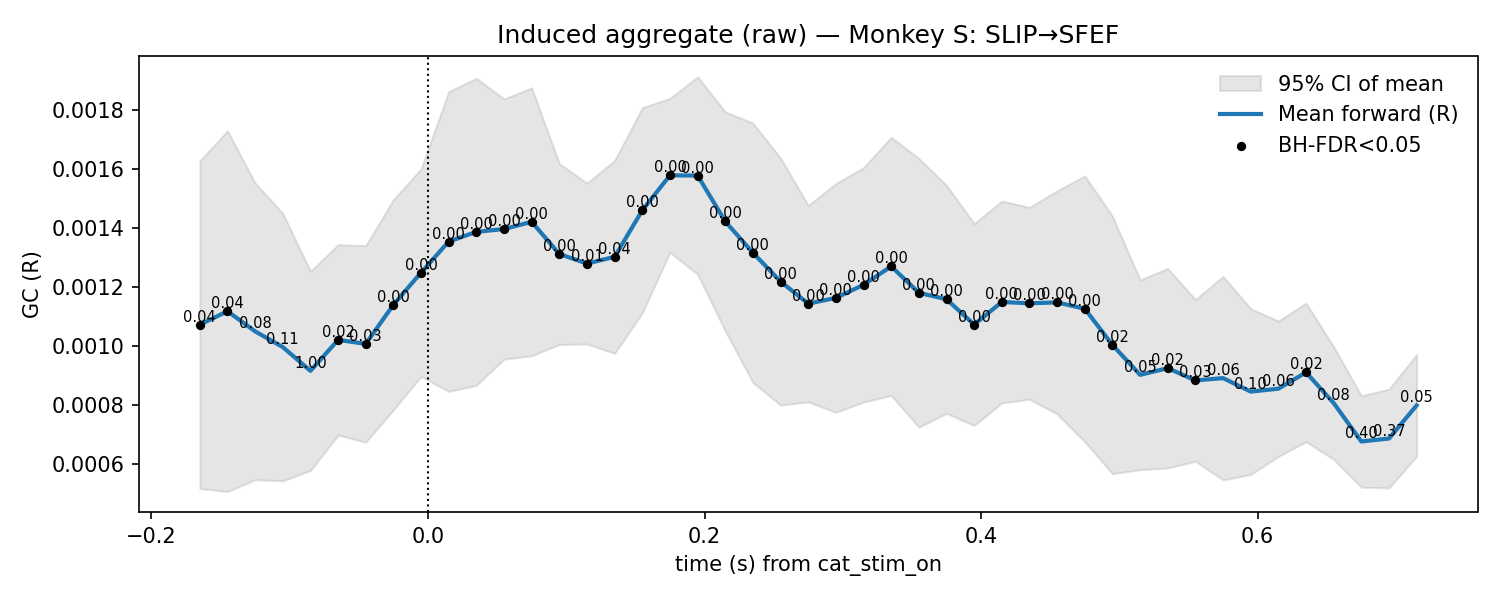 Induced aggregate (raw) — Monkey S: SLIP→SFEF
95% CI of mean
Mean forward (R)
BH-FDR<0.05
GC (R)
0.0018
0.0016
0.0014
0.0012
0.0010
0.0008
0.0006
0.04 0.04 0.08 0.11 1.00 0.02 0.03 0.00 0.00 0.00 0.00 0.00 0.00 0.00 0.01 0.04 0.00 0.00 0.00 0.00 0.00 0.00 0.00 0.00 0.00 0.00 0.00 0.00 0.00 0.00 0.00 0.00 0.00 0.02 0.05 0.02 0.03 0.06 0.10 0.06 0.02 0.08 0.40 0.37 0.05
−0.2 0.0 0.2 0.4 0.6
time (s) from cat_stim_on